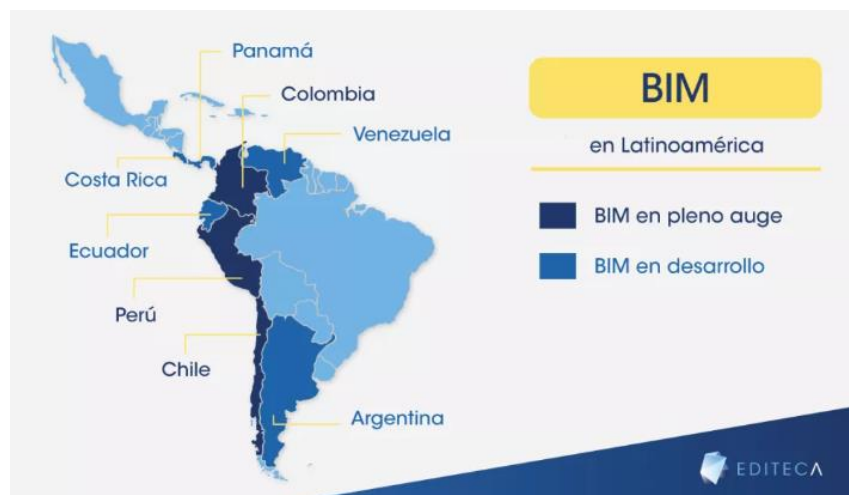 Panamá
Colombia
Venezuela
Costa Rica
Ecuador
Perú
Chile
Argentina
BIM
en Latinoamérica
BIM en pleno auge
BIM en desarrollo
EDITECA